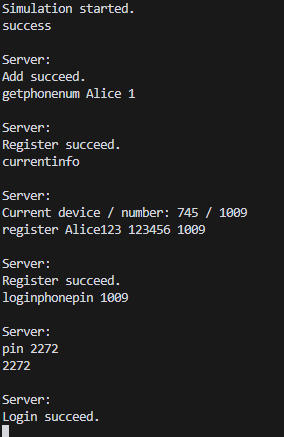 Simulation started.
success
Server:
Add succeed.
getphonenum Alice 1
Server:
Register succeed.
currentinfo
Server:
Current device / number: 745 / 1009
register Alice123 123456 1009
Server:
Register succeed.
loginphonepin 1009
Server:
pin 2272
2272
Server:
Login succeed.